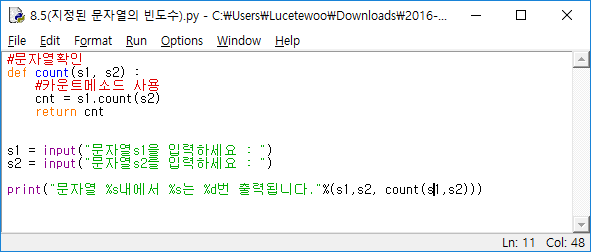 8.5(지정된 문자열의 빈도수).py - C:₩Users₩Lucetewoo₩Downloads₩2016-...
File Edit Format Run Options Window Help
#문자열확인
def count(s1, s2) :
    #카운트메소드 사용
    cnt = s1.count(s2)
    return cnt
s1 = input("문자열s1을 입력하세요 : ")
s2 = input("문자열s2를 입력하세요 : ")
print("문자열 %s내에서 %s는 %d번 출력됩니다."%(s1,s2, count(s1,s2)))
Ln: 11 Col: 48